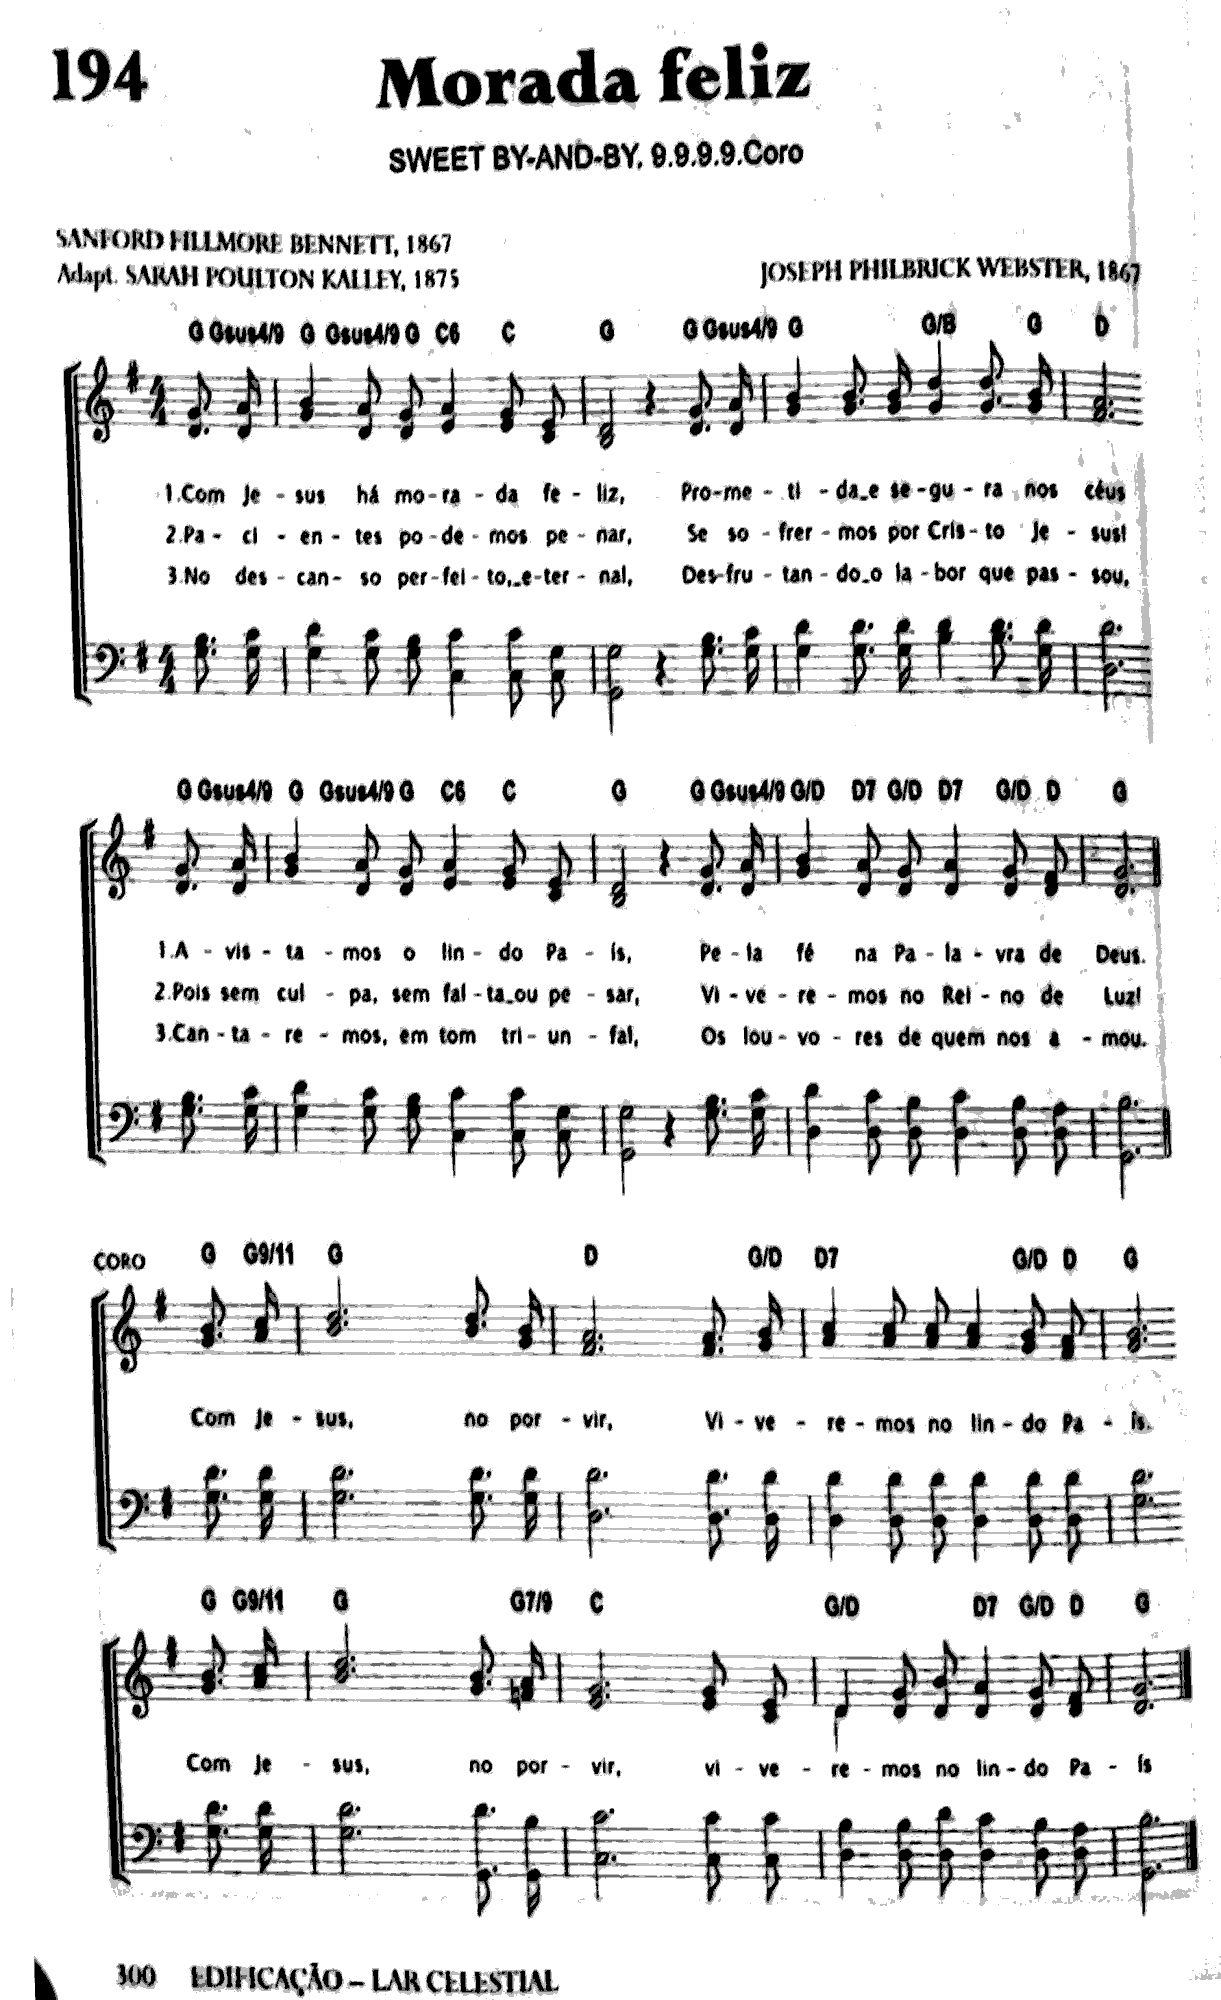 194 Morada feliz
SWEET BY-AND-BY, 9.9.9.9.Coro
SANFORD FILLMORE BENNETT, 1867
Adapt. SARAH POULTON KALLEY, 1875
JOSEPH PHILBRICK WEBSTER, 1867
G Gsus4/9 G Gsus4/9 G C6 C G G Gsus4/9 G G/B G D
1.Com Je - sus há mo - ra - da fe - liz, Pro-me - ti - da_e se - gu - ra nos céus
2.Pa - ci - en - tes po - de - mos pe - nar, Se so - frer - mos por Cris - to Je - sus!
3.No des - can - so per - fei - to,_e - ter - nal, Des-fru - tan - do_o la - bor que pas - sou,
G Gsus4/9 G Gsus4/9 G C6 C G G Gsus4/9 G/D D7 G/D D7 G/D D G
1.A - vis - ta - mos o lin - do Pa - ís, Pe - la fé na Pa - la - vra de Deus.
2.Pois sem cul - pa, sem fal - ta_ou pe - sar, Vi - ve - re - mos no Rei - no de Luz!
3.Can - ta - re - mos, em tom tri - un - fal, Os lou - vo - res de quem nos a - mou.
CORO G G9/11 G D G/D D7 G/D D G
Com Je - sus, no por - vir, Vi - ve - re - mos no lin - do Pa - ís.
G G9/11 G G7/9 C G/D D7 G/D D G
Com Je - sus, no por - vir, vi - ve - re - mos no lin - do Pa - ís
300 EDIFICAÇÃO – LAR CELESTIAL